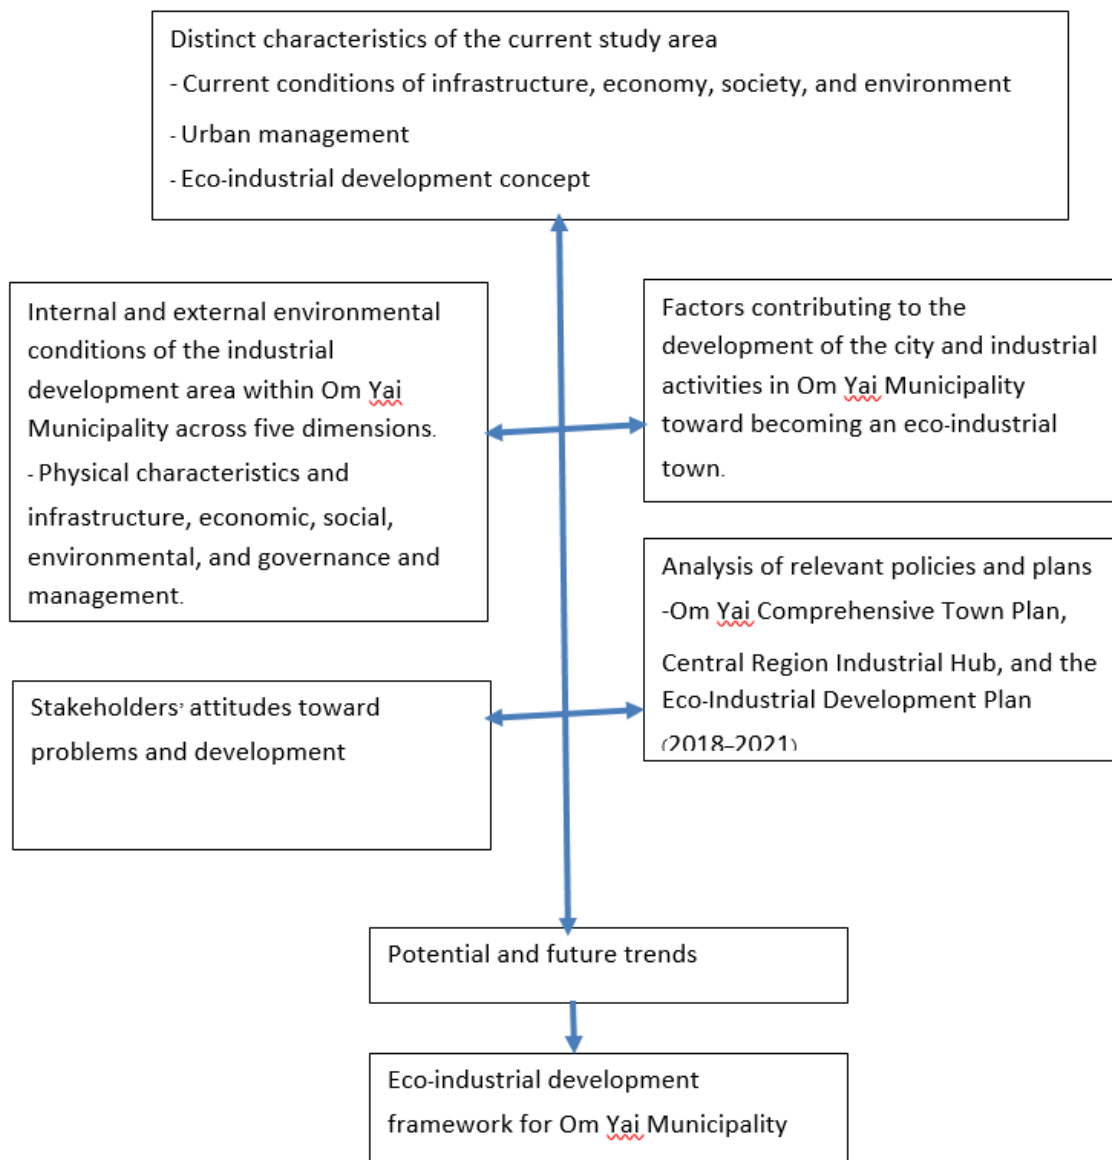 Distinct characteristics of the current study area
- Current conditions of infrastructure, economy, society, and environment
- Urban management
- Eco-industrial development concept
Internal and external environmental
conditions of the industrial
development area within Om Yai
Municipality across five dimensions.
- Physical characteristics and
infrastructure, economic, social,
environmental, and governance and
management.
Factors contributing to the
development of the city and industrial
activities in Om Yai Municipality
toward becoming an eco-industrial
town.
Analysis of relevant policies and plans
-Om Yai Comprehensive Town Plan,
Central Region Industrial Hub, and the
Eco-Industrial Development Plan
(2018–2021)
Stakeholders' attitudes toward
problems and development
Potential and future trends
Eco-industrial development
framework for Om Yai Municipality